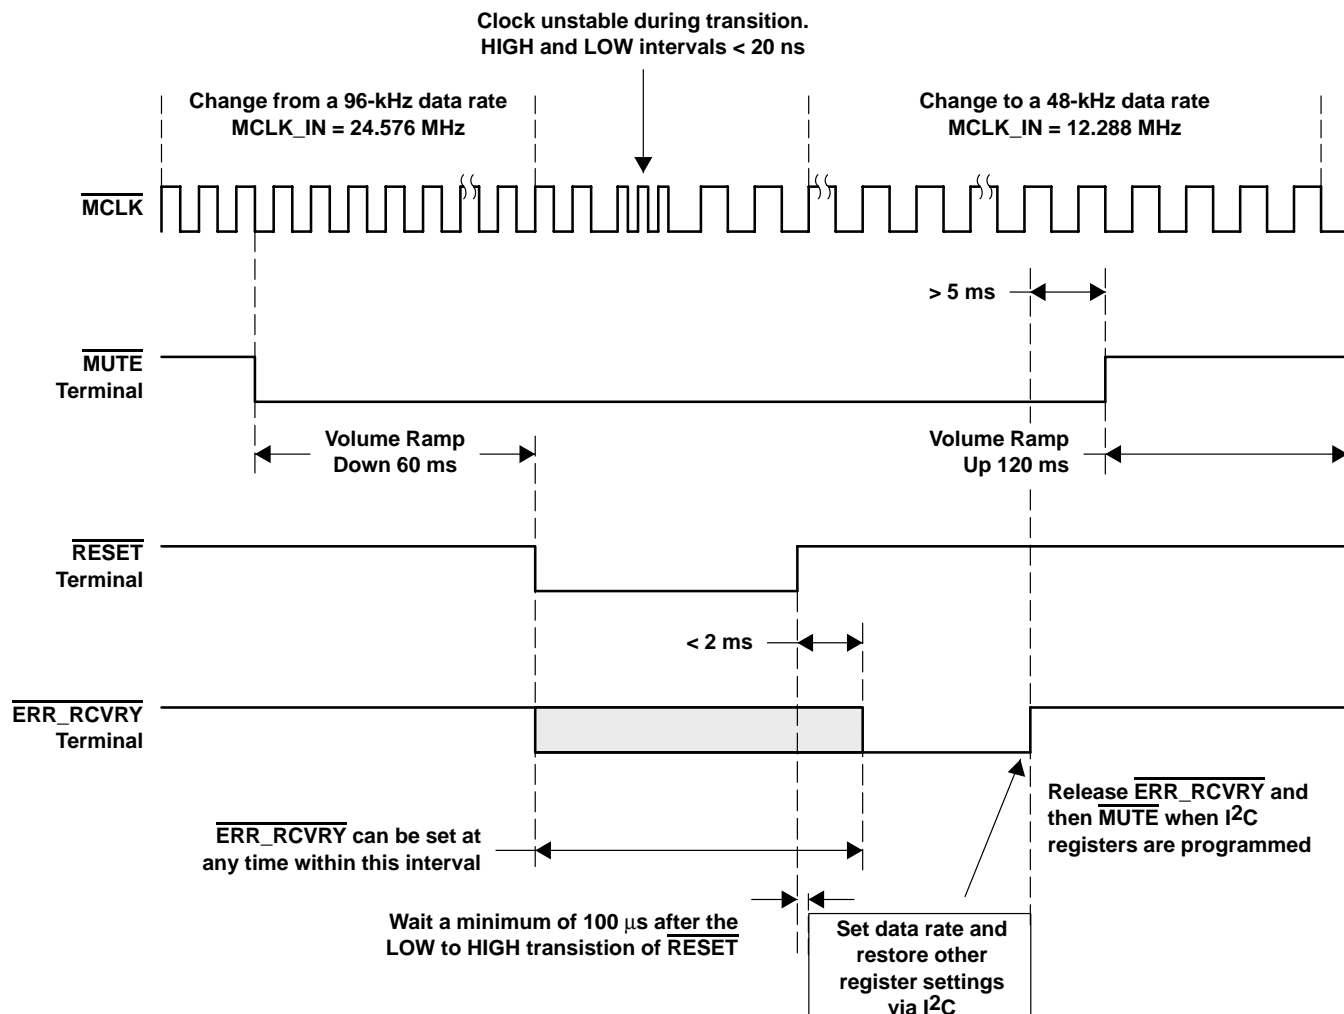 Clock unstable during transition.
HIGH and LOW intervals < 20 ns
Change from a 96-kHz data rate
MCLK_IN = 24.576 MHz
Change to a 48-kHz data rate
MCLK_IN = 12.288 MHz
MCLK
> 5 ms
MUTE
Terminal
Volume Ramp
Down 60 ms
Volume Ramp
Up 120 ms
RESET
Terminal
< 2 ms
ERR_RCVRY
Terminal
ERR_RCVRY can be set at
any time within this interval
Release ERR_RCVRY and
then MUTE when I2C
registers are programmed
Wait a minimum of 100 μs after the
LOW to HIGH transistion of RESET
Set data rate and
restore other
register settings
via I2C